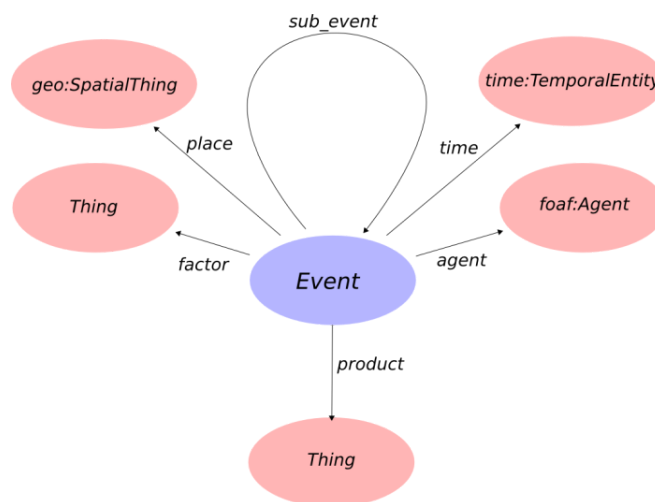 sub_event
geo:SpatialThing
time:TemporalEntity
place
time
Thing
foaf:Agent
factor
agent
Event
product
Thing